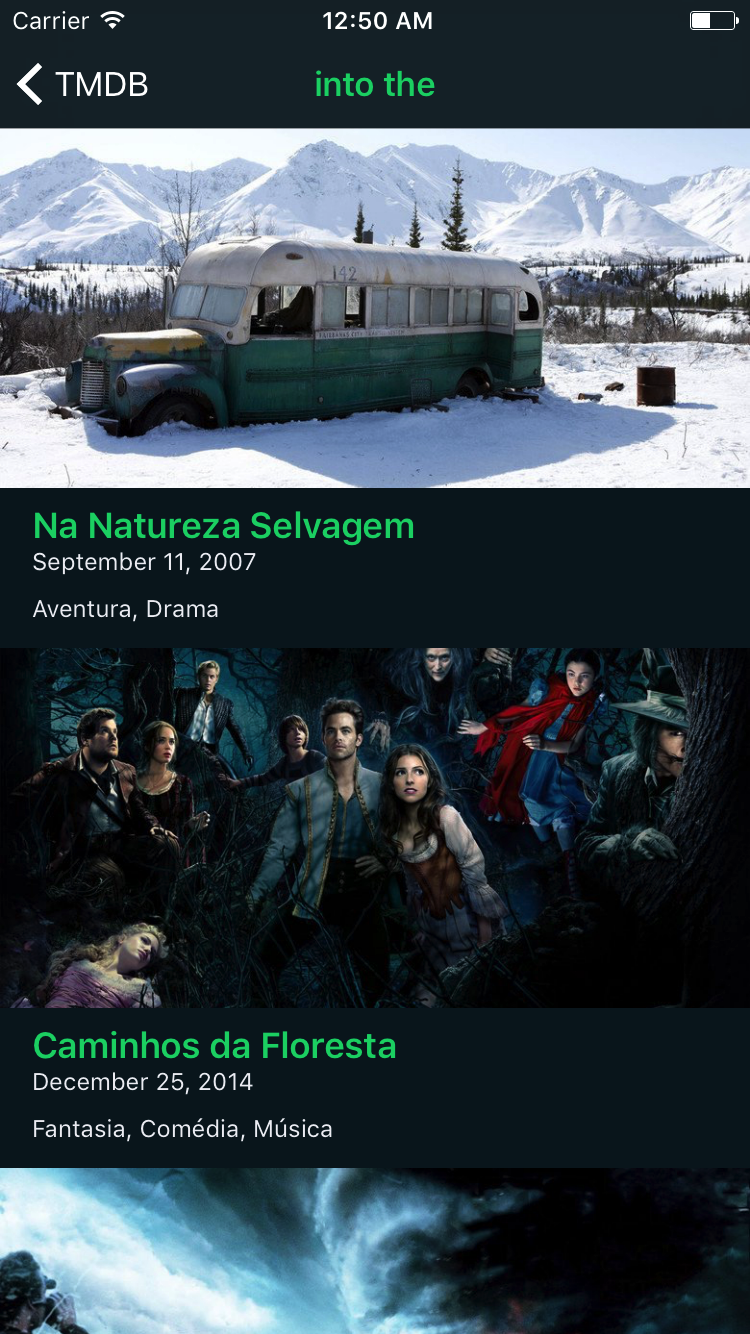 Carrier
12:50 AM
TMDB
into the
142
Na Natureza Selvagem
September 11, 2007
Aventura, Drama
Caminhos da Floresta
December 25, 2014
Fantasia, Comédia, Música